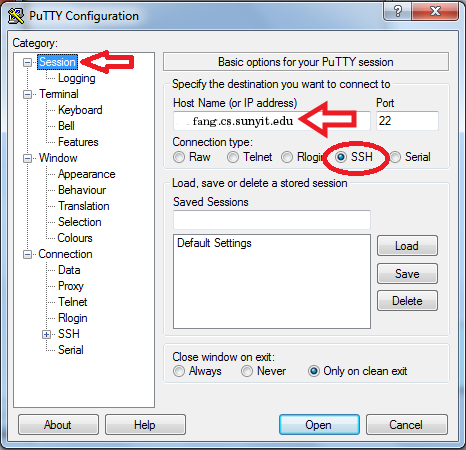 PuTTY Configuration
Category:
Session
Logging
Terminal
Keyboard
Bell
Features
Window
Appearance
Behaviour
Translation
Selection
Colours
Connection
Data
Proxy
Telnet
Rlogin
SSH
Serial
Basic options for your PuTTY session
Specify the destination you want to connect to
Host Name (or IP address) Port
fang.cs.sunyit.edu 22
Connection type:
Raw Telnet Rlogin SSH Serial
Load, save or delete a stored session
Saved Sessions
Default Settings
Load
Save
Delete
Close window on exit:
Always Never Only on clean exit
About Help Open Cancel